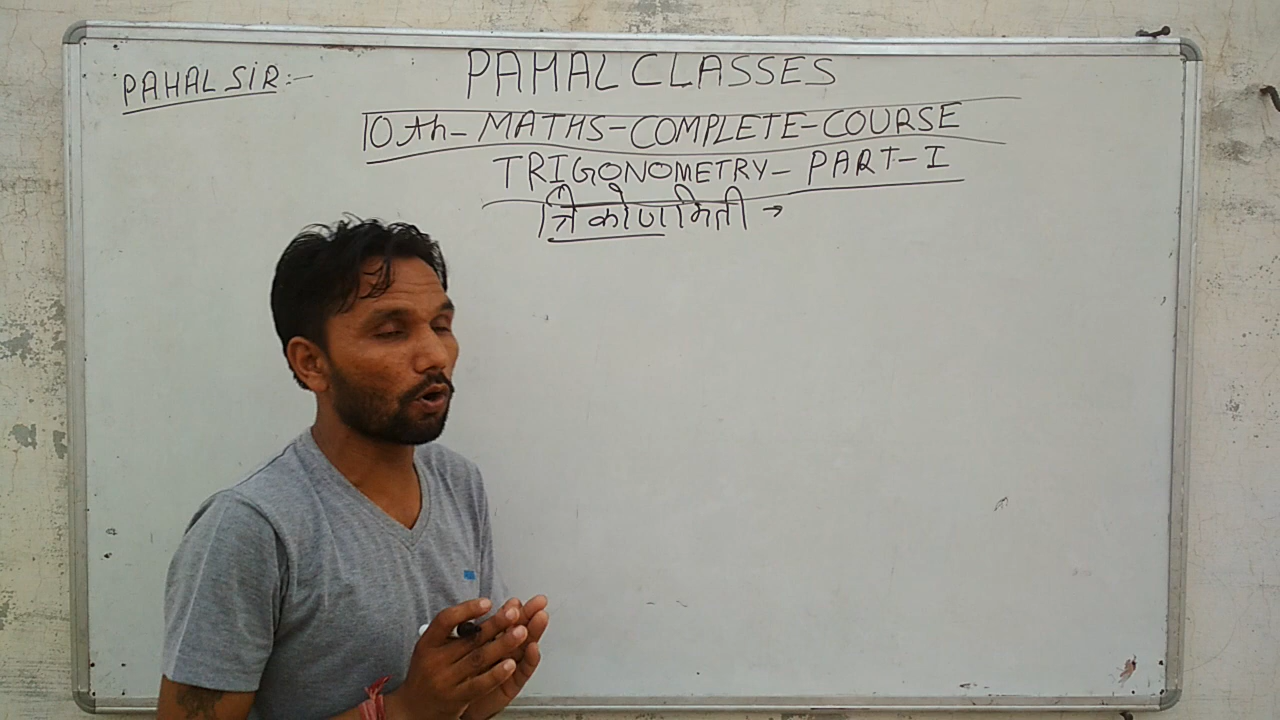 PAHAL SIR:-
PAHAL CLASSES
10th-MATHS-COMPLETE-COURSE
TRIGONOMETRY-PART-I
त्रिकोणमिती →